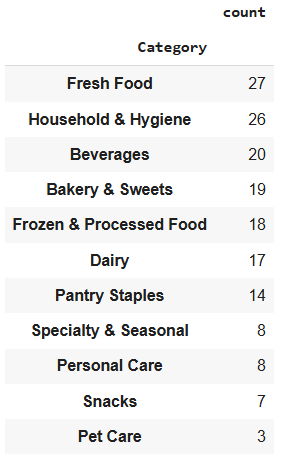 count
Category
Fresh Food 27
Household & Hygiene 26
Beverages 20
Bakery & Sweets 19
Frozen & Processed Food 18
Dairy 17
Pantry Staples 14
Specialty & Seasonal 8
Personal Care 8
Snacks 7
Pet Care 3